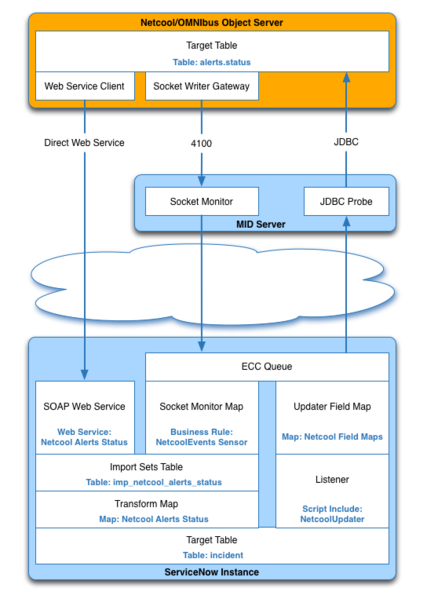 Netcool/OMNIbus Object Server
Target Table
Table: alerts.status
Web Service Client
Socket Writer Gateway
Direct Web Service
4100
JDBC
Socket Monitor
JDBC Probe
MID Server
ECC Queue
SOAP Web Service
Web Service:
Netcool Alerts Status
Socket Monitor Map
Business Rule:
NetcoolEvents Sensor
Updater Field Map
Map: Netcool Field Maps
Import Sets Table
Table: imp_netcool_alerts_status
Transform Map
Map: Netcool Alerts Status
Listener
Script Include:
NetcoolUpdater
Target Table
Table: incident
ServiceNow Instance